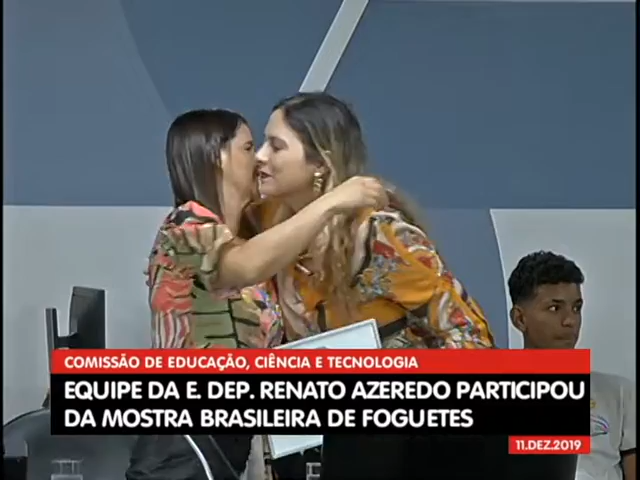 COMISSÃO DE EDUCAÇÃO, CIÊNCIA E TECNOLOGIA
EQUIPE DA E. DEP. RENATO AZEREDO PARTICIPOU
DA MOSTRA BRASILEIRA DE FOGUETES
11.DEZ.2019